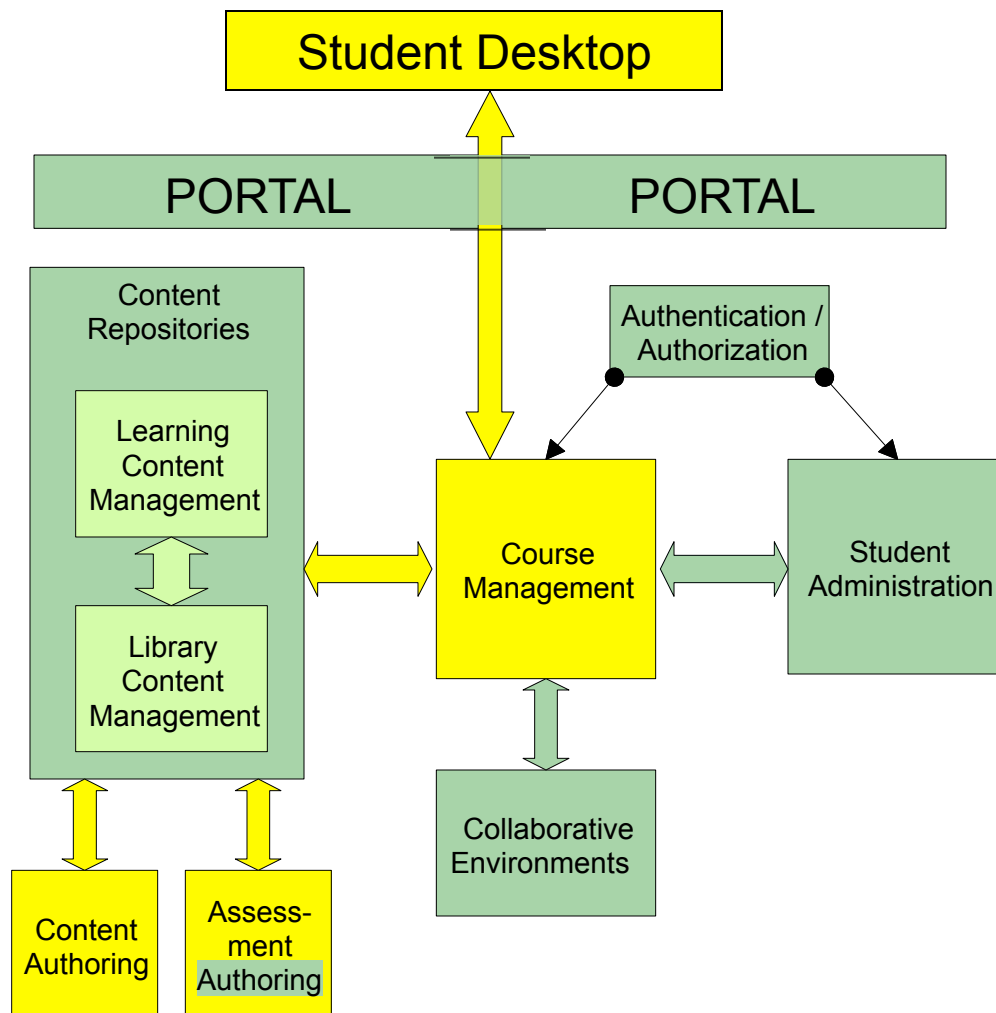 Student Desktop
PORTAL
PORTAL
Content
Repositories
Authentication /
Authorization
Learning
Content
Management
Course
Management
Student
Administration
Library
Content
Management
Collaborative
Environments
Content
Authoring
Assess-
ment
Authoring